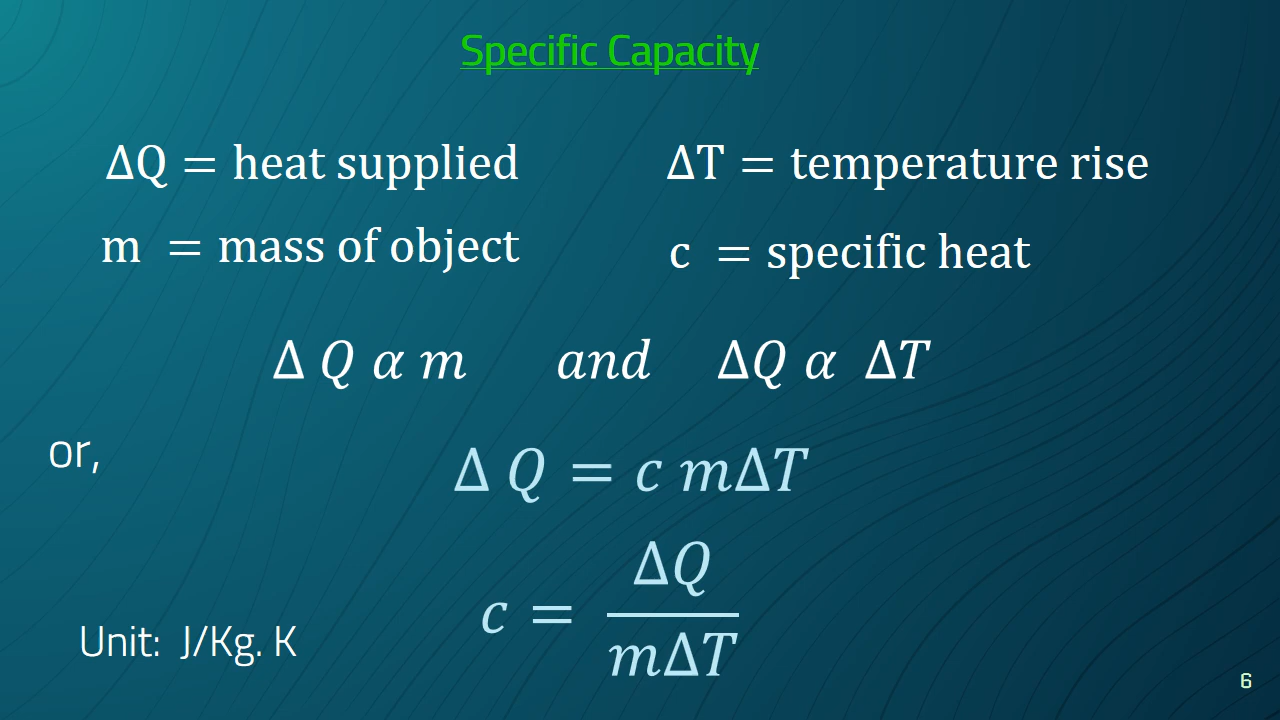 Specific Capacity
ΔQ = heat supplied
ΔT = temperature rise
m = mass of object
c = specific heat
Δ Q α m and ΔQ α ΔT
or,
Δ Q = c mΔT
c = ΔQ / mΔT
Unit: J/Kg. K
6